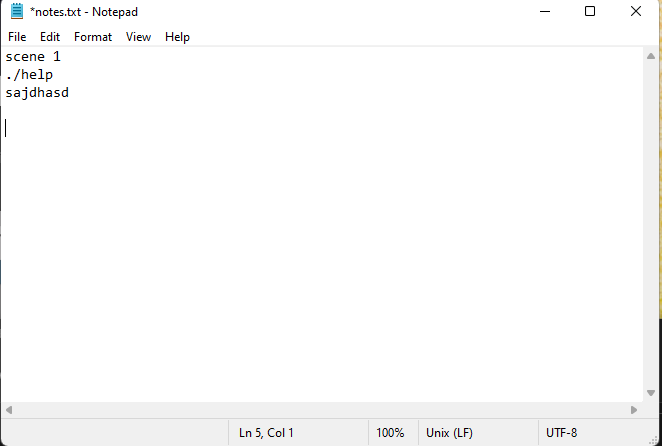 *notes.txt - Notepad
File Edit Format View Help
scene 1
./help
sajdhasd
Ln 5, Col 1 100% Unix (LF) UTF-8